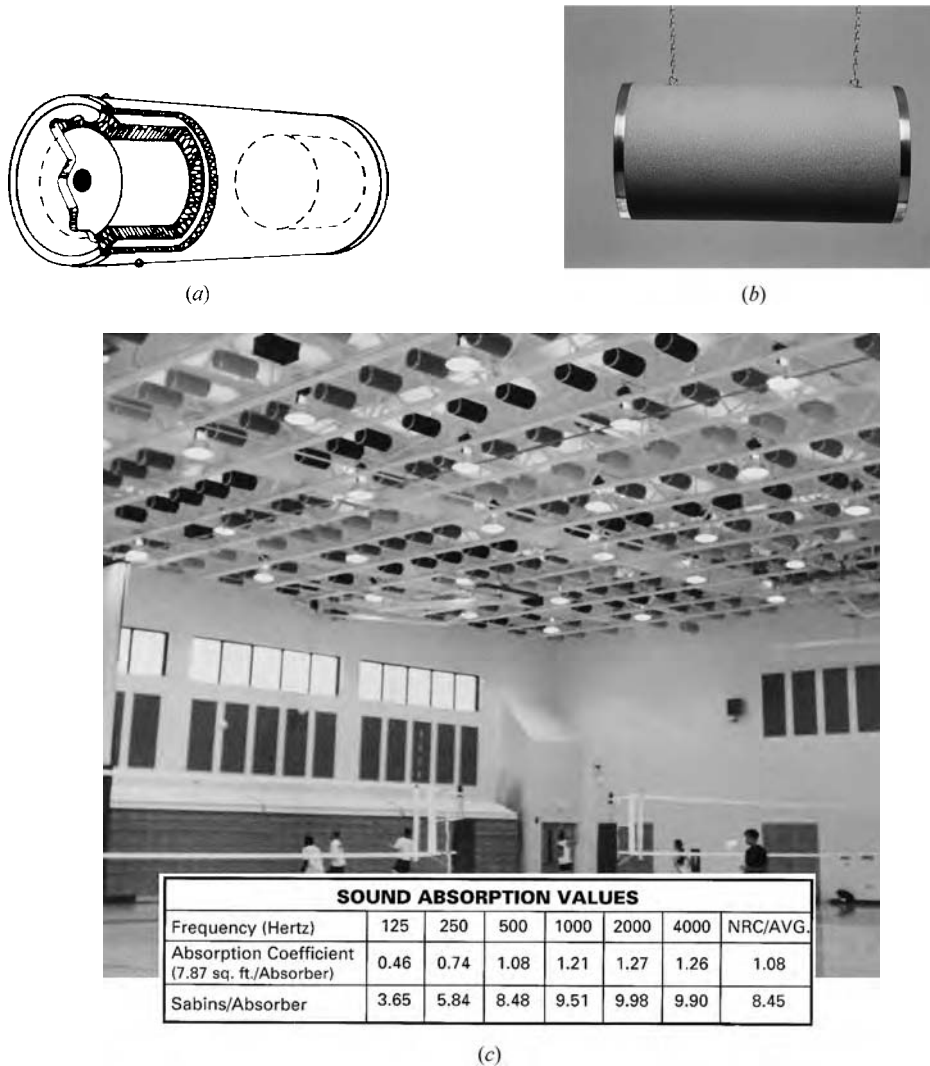 (a)
(b)
SOUND ABSORPTION VALUES
Frequency (Hertz) 125 250 500 1000 2000 4000 NRC/AVG.
Absorption Coefficient
(7.87 sq. ft./Absorber) 0.46 0.74 1.08 1.21 1.27 1.26 1.08
Sabins/Absorber 3.65 5.84 8.48 9.51 9.98 9.90 8.45
(c)